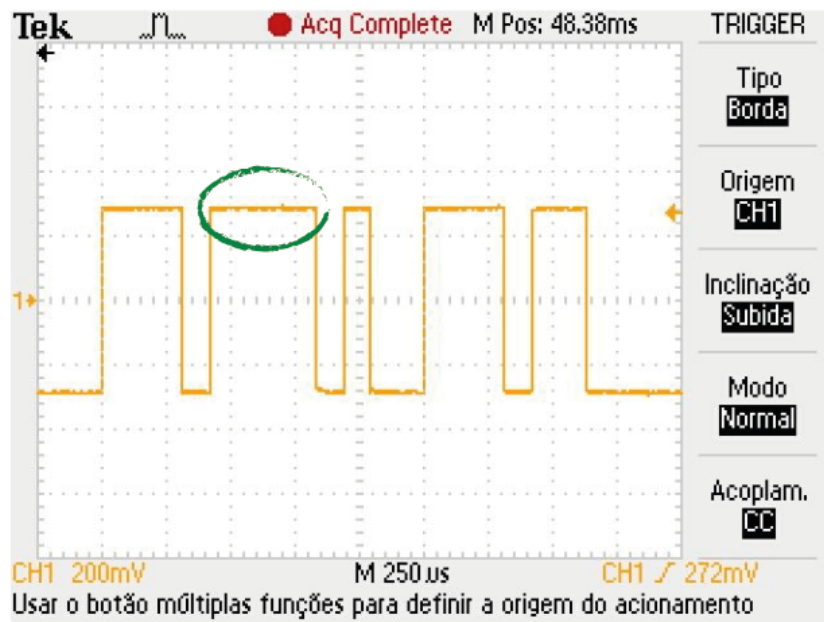 Tek Acq Complete M Pos: 48.38ms TRIGGER
Tipo
Borda
Origem
CH1
Inclinação
Subida
Modo
Normal
Acoplam.
CC
1
CH1 200mV M 250µs CH1 272mV
Usar o botão múltiplas funções para definir a origem do acionamento